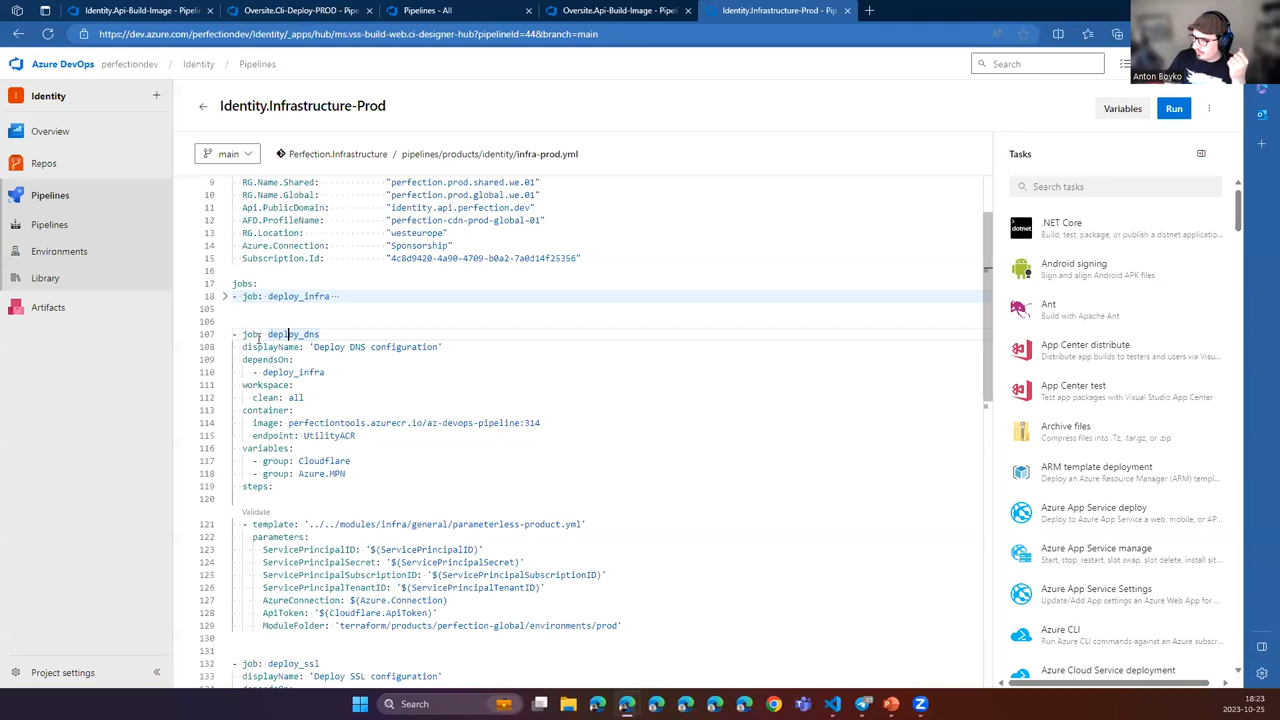 Identity.Api-Build-Image - Pipelin
Oversite.Cli-Deploy-PROD - Pipel
Pipelines - All
Oversite.Api-Build-Image - Pipelin
Identity.Infrastructure-Prod - Pip
https://dev.azure.com/perfectiondev/Identity/_apps/hub/ms.vss-build-web.ci-designer-hub?pipelineId=44&branch=main
Azure DevOps
perfectiondev
/
Identity
/
Pipelines
/
Search
Anton Boyko
I
Identity
Overview
Repos
Pipelines
Pipelines
Environments
Library
Artifacts
Project settings
Identity.Infrastructure-Prod
Variables
Run
main
Perfection.Infrastructure / pipelines/products/identity/infra-prod.yml
9 RG.Name.Shared: "perfection.prod.shared.we.01"
10 RG.Name.Global: "perfection.prod.global.we.01"
11 Api.PublicDomain: "identity.api.perfection.dev"
12 AFD.ProfileName: "perfection-cdn-prod-global-01"
13 RG.Location: "westeurope"
14 Azure.Connection: "Sponsorship"
15 Subscription.Id: "4c8d9420-4a90-4709-b0a2-7a0d14f25356"
16
17 jobs:
18 - job: deploy_infra
105
106
107 - job: deploy_dns
108 displayName: 'Deploy DNS configuration'
109 dependsOn:
110 - deploy_infra
111 workspace:
112 clean: all
113 container:
114 image: perfectiontools.azurecr.io/az-devops-pipeline:314
115 endpoint: UtilityACR
116 variables:
117 - group: Cloudflare
118 - group: Azure.MPN
119 steps:
120
Validate
121 - template: '../../modules/infra/general/parameterless-product.yml'
122 parameters:
123 ServicePrincipalID: '$(ServicePrincipalID)'
124 ServicePrincipalSecret: '$(ServicePrincipalSecret)'
125 ServicePrincipalSubscriptionID: '$(ServicePrincipalSubscriptionID)'
126 ServicePrincipalTenantID: '$(ServicePrincipalTenantID)'
127 AzureConnection: $(Azure.Connection)
128 ApiToken: '$(Cloudflare.ApiToken)'
129 ModuleFolder: 'terraform/products/perfection-global/environments/prod'
130
131
132 - job: deploy_ssl
133 displayName: 'Deploy SSL configuration'
Tasks
Search tasks
.NET Core
Build, test, package, or publish a dotnet applicatio...
Android signing
Sign and align Android APK files
Ant
Build with Apache Ant
App Center distribute
Distribute app builds to testers and users via Visu...
App Center test
Test app packages with Visual Studio App Center
Archive files
Compress files into .7z, .tar.gz, or .zip
ARM template deployment
Deploy an Azure Resource Manager (ARM) templ...
Azure App Service deploy
Deploy to Azure App Service a web, mobile, or AP...
Azure App Service manage
Start, stop, restart, slot swap, slot delete, install sit...
Azure App Service Settings
Update/Add App settings an Azure Web App for ...
Azure CLI
Run Azure CLI commands against an Azure subscr...
Azure Cloud Service deployment
Search
18:23
2023-10-25